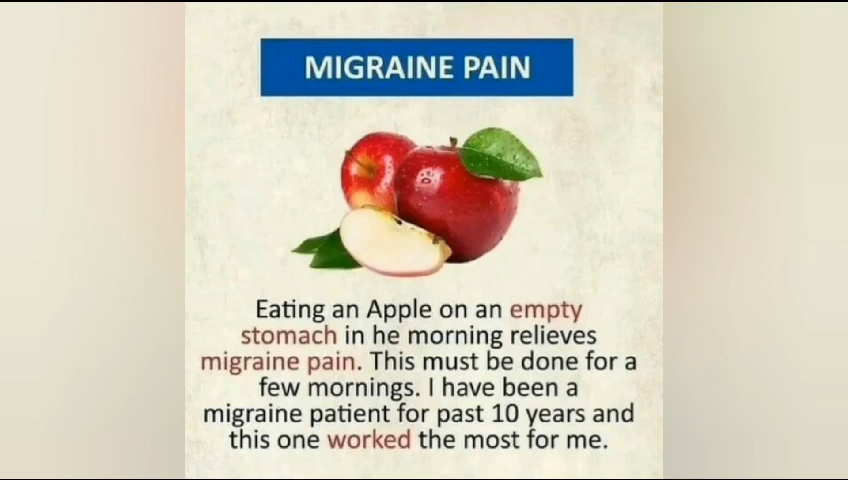 MIGRAINE PAIN
Eating an Apple on an empty
stomach in he morning relieves
migraine pain. This must be done for a
few mornings. I have been a
migraine patient for past 10 years and
this one worked the most for me.